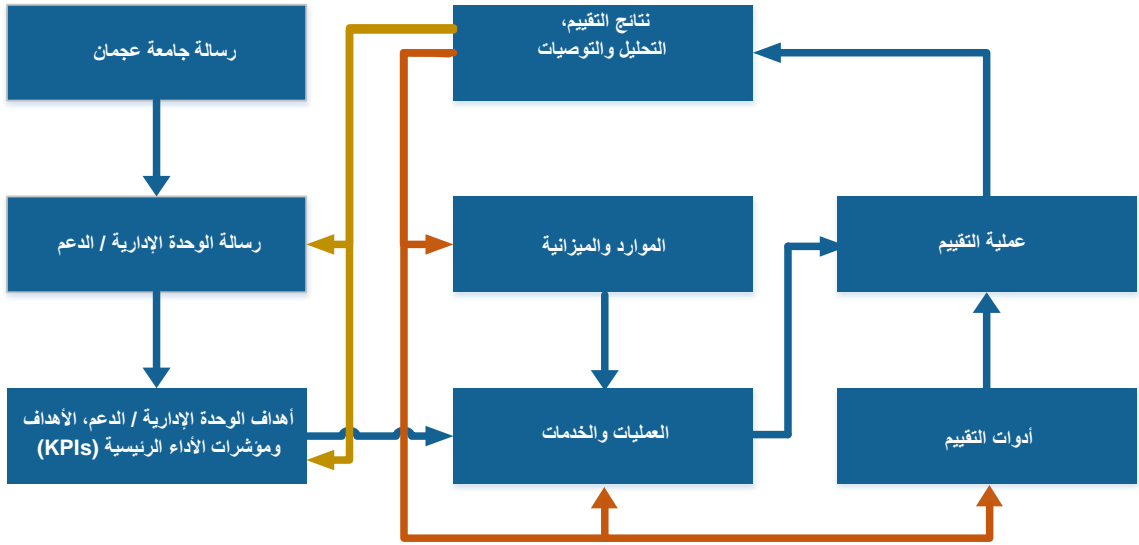 رسالة جامعة عجمان
نتائج التقييم،
التحليل والتوصيات
رسالة الوحدة الإدارية / الدعم
الموارد والميزانية
عملية التقييم
أهداف الوحدة الإدارية / الدعم، الأهداف
ومؤشرات الأداء الرئيسية (KPIs)
العمليات والخدمات
أدوات التقييم